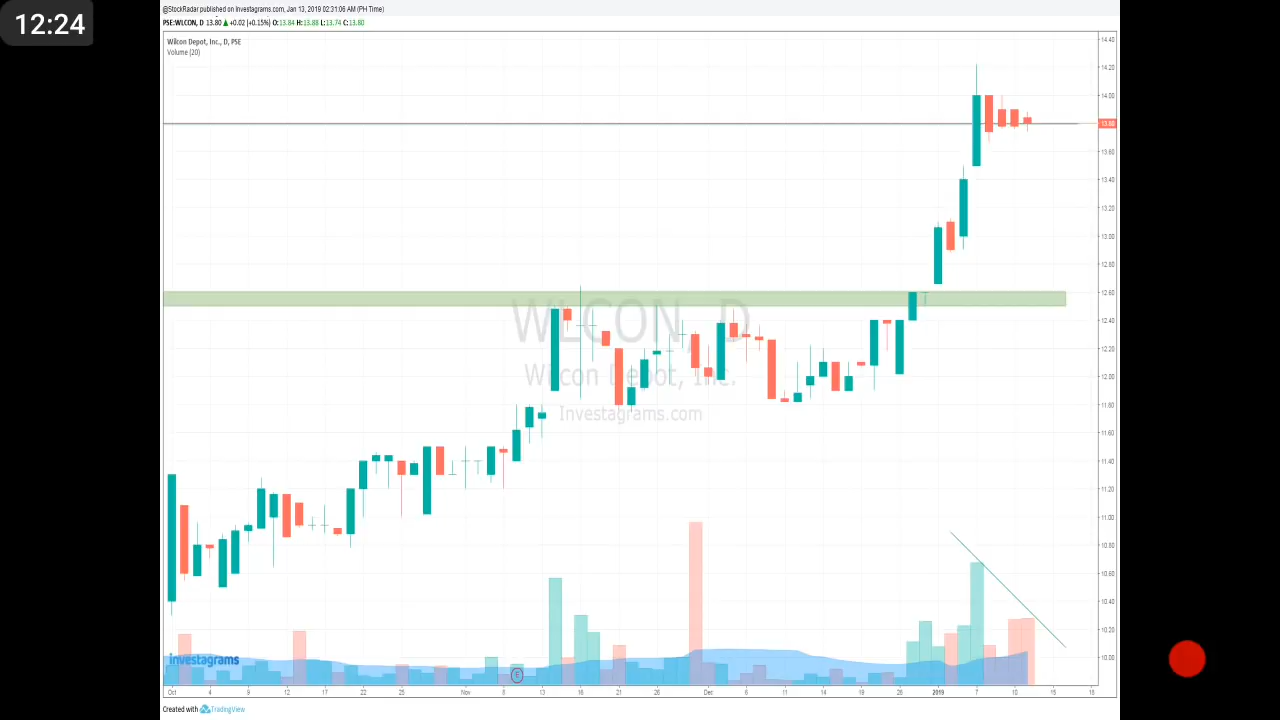 12:24
@StockRadar published on Investagrams.com, Jan 13, 2019 02:31:06 AM (PH Time)
PSE:WLCON, D 13.80 ▲ +0.02 (+0.15%) O:13.84 H:13.88 L:13.74 C:13.80
Wilcon Depot, Inc., D, PSE
Volume (20)
14.40
14.20
14.00
13.80
13.60
13.40
13.20
13.00
12.80
12.60
12.40
12.20
12.00
11.80
11.60
11.40
11.20
11.00
10.80
10.60
10.40
10.20
10.00
WLCON, D
Wilcon Depot, Inc.
Investagrams.com
investagrams
E
Oct 4 9 12 17 22 25 Nov 8 13 16 21 26 Dec 6 11 14 19 26 2019 7 10 15 18
Created with TradingView